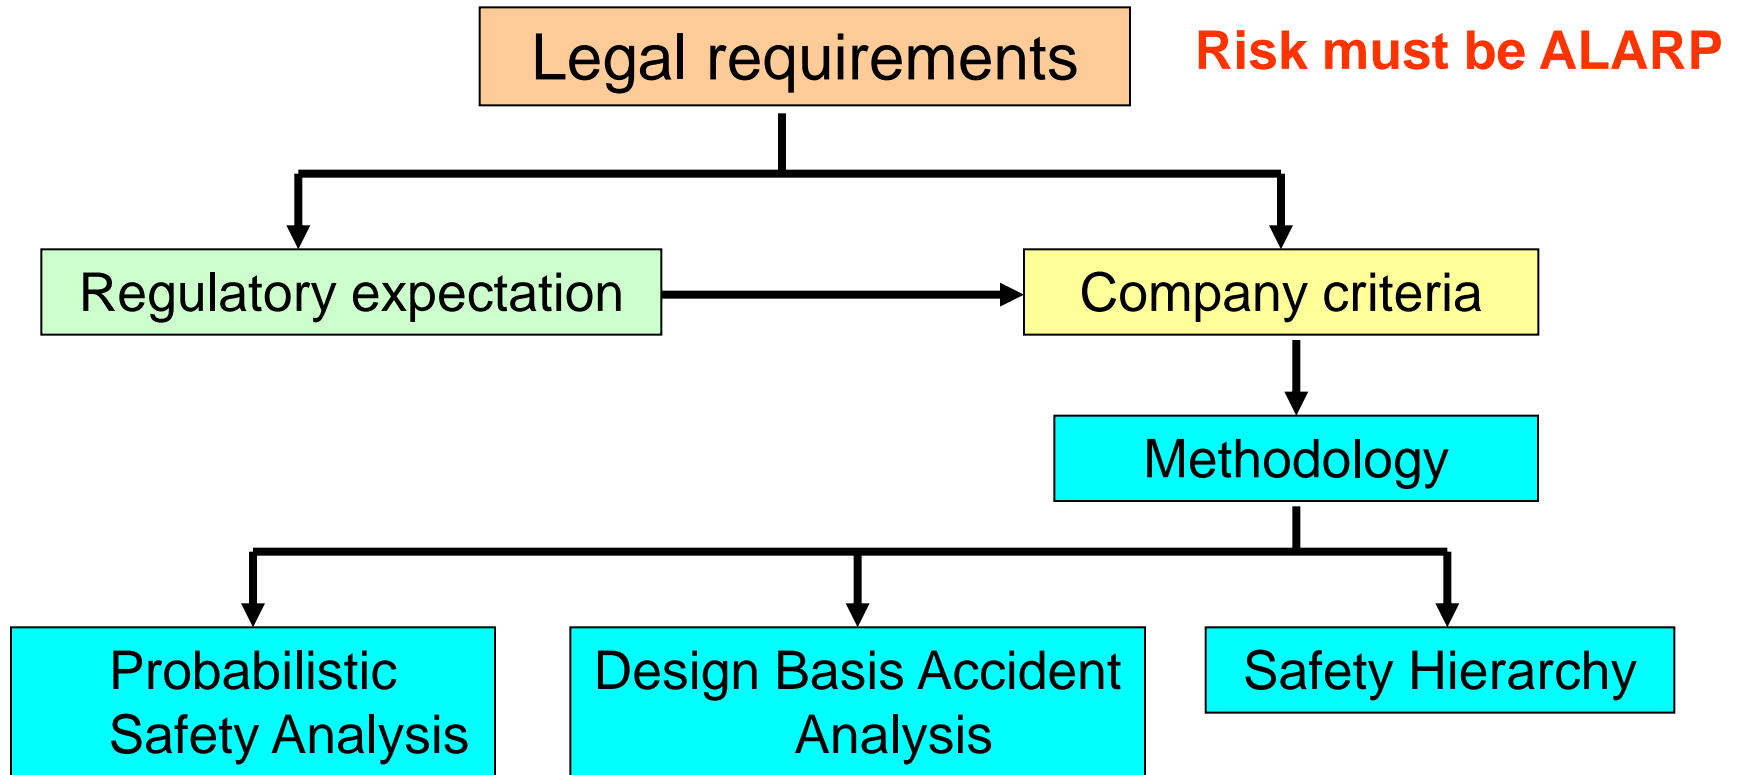 Legal requirements
Risk must be ALARP
Regulatory expectation
Company criteria
Methodology
Probabilistic
Safety Analysis
Design Basis Accident
Analysis
Safety Hierarchy